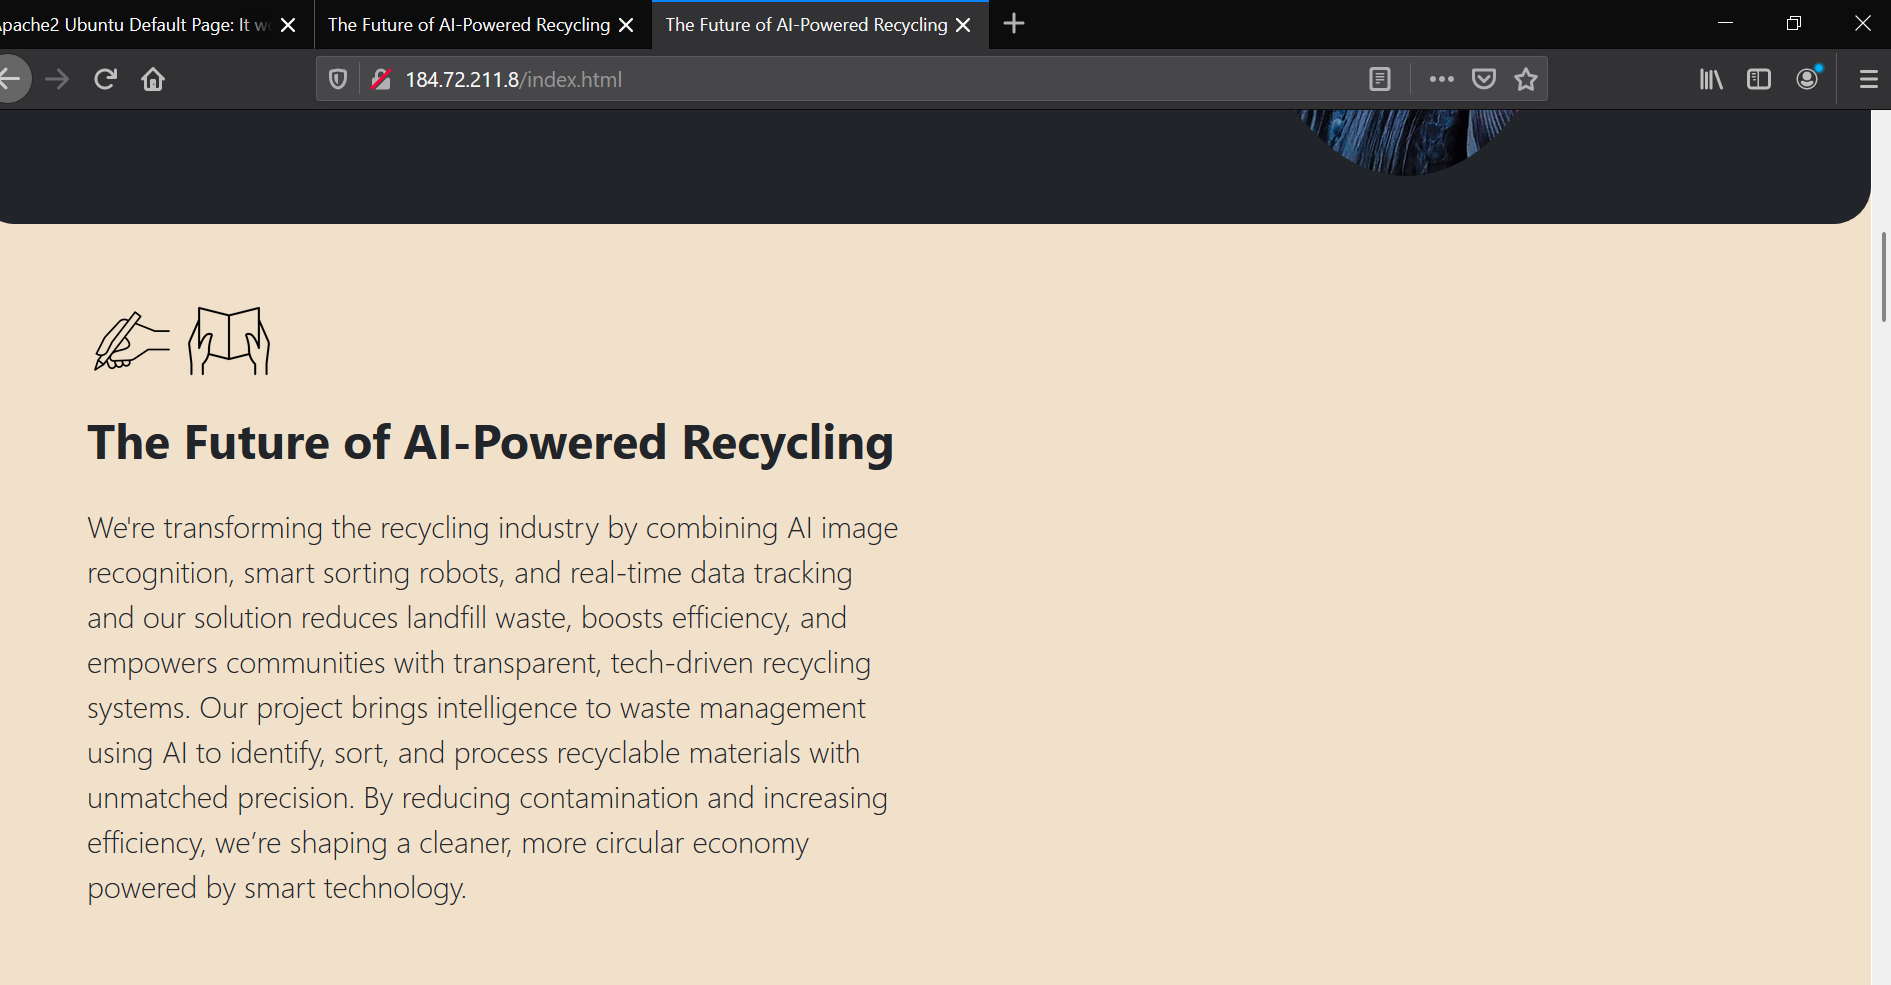 pache2 Ubuntu Default Page: It w
The Future of AI-Powered Recycling
The Future of AI-Powered Recycling
184.72.211.8/index.html
The Future of AI-Powered Recycling
We're transforming the recycling industry by combining AI image
recognition, smart sorting robots, and real-time data tracking
and our solution reduces landfill waste, boosts efficiency, and
empowers communities with transparent, tech-driven recycling
systems. Our project brings intelligence to waste management
using AI to identify, sort, and process recyclable materials with
unmatched precision. By reducing contamination and increasing
efficiency, we’re shaping a cleaner, more circular economy
powered by smart technology.